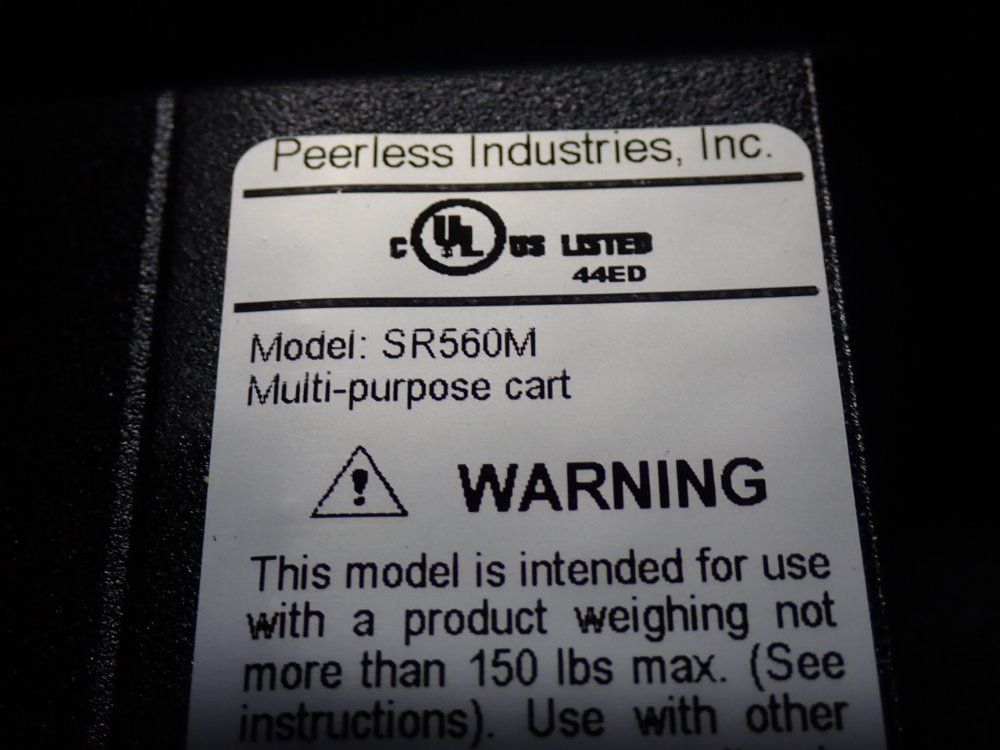 Peerless Industries, Inc.
C UL US LISTED
44ED
Model: SR560M
Multi-purpose cart
WARNING
This model is intended for use
with a product weighing not
more than 150 lbs max. (See
instructions). Use with other